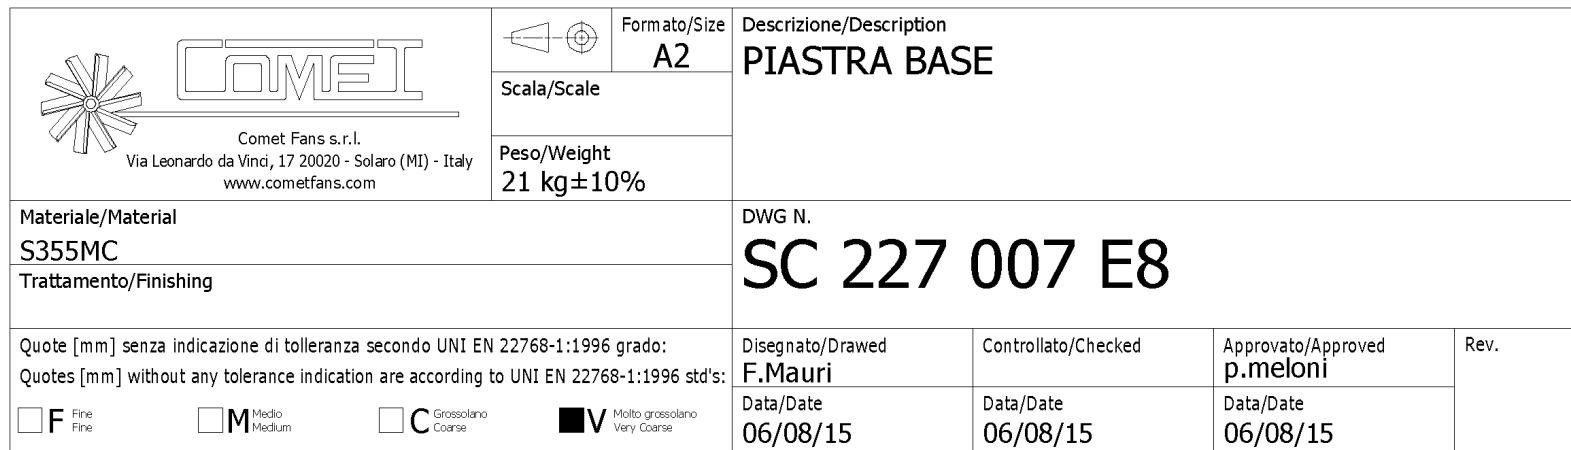 COMEI
Comet Fans s.r.l.
Via Leonardo da Vinci, 17 20020 - Solaro (MI) - Italy
www.cometfans.com
Formato/Size
A2
Scala/Scale
Peso/Weight
21 kg±10%
Descrizione/Description
PIASTRA BASE
Materiale/Material
S355MC
Trattamento/Finishing
DWG N.
SC 227 007 E8
Quote [mm] senza indicazione di tolleranza secondo UNI EN 22768-1:1996 grado:
Quotes [mm] without any tolerance indication are according to UNI EN 22768-1:1996 std's:
F Fine
Fine
M Medio
Medium
C Grossolano
Coarse
V Molto grossolano
Very Coarse
Disegnato/Drawed
F.Mauri
Data/Date
06/08/15
Controllato/Checked
Data/Date
06/08/15
Approvato/Approved
p.meloni
Data/Date
06/08/15
Rev.